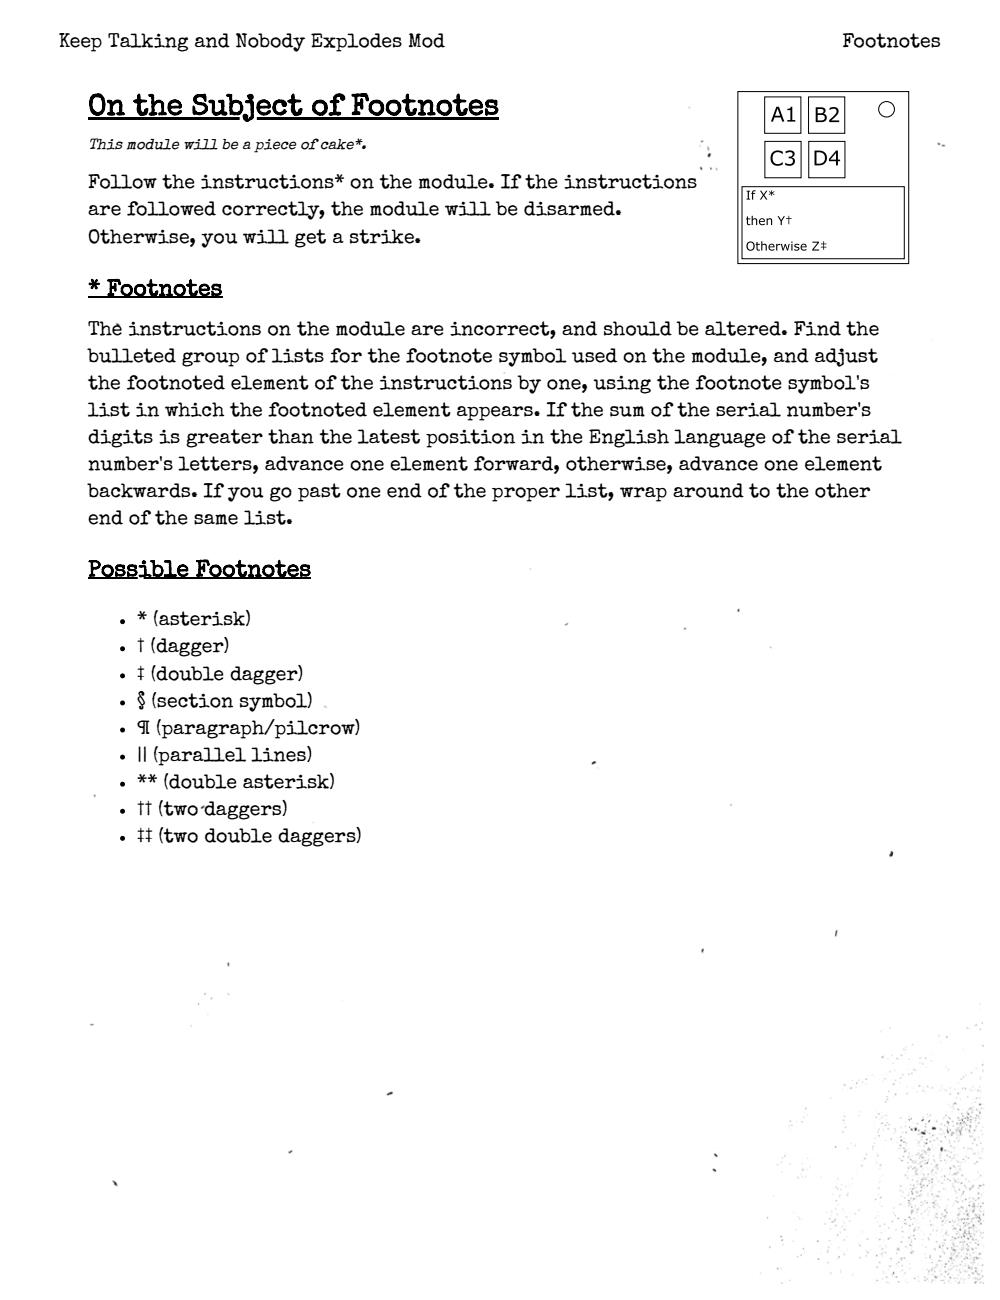 Keep Talking and Nobody Explodes Mod
Footnotes
On the Subject of Footnotes
This module will be a piece of cake*.
Follow the instructions* on the module. If the instructions
are followed correctly, the module will be disarmed.
Otherwise, you will get a strike.
A1 B2
C3 D4
If X*
then Y†
Otherwise Z‡
* Footnotes
The instructions on the module are incorrect, and should be altered. Find the
bulleted group of lists for the footnote symbol used on the module, and adjust
the footnoted element of the instructions by one, using the footnote symbol's
list in which the footnoted element appears. If the sum of the serial number's
digits is greater than the latest position in the English language of the serial
number's letters, advance one element forward, otherwise, advance one element
backwards. If you go past one end of the proper list, wrap around to the other
end of the same list.
Possible Footnotes
• * (asterisk)
• † (dagger)
• ‡ (double dagger)
• § (section symbol)
• ¶ (paragraph/pilcrow)
• || (parallel lines)
• ** (double asterisk)
• †† (two daggers)
• ‡‡ (two double daggers)